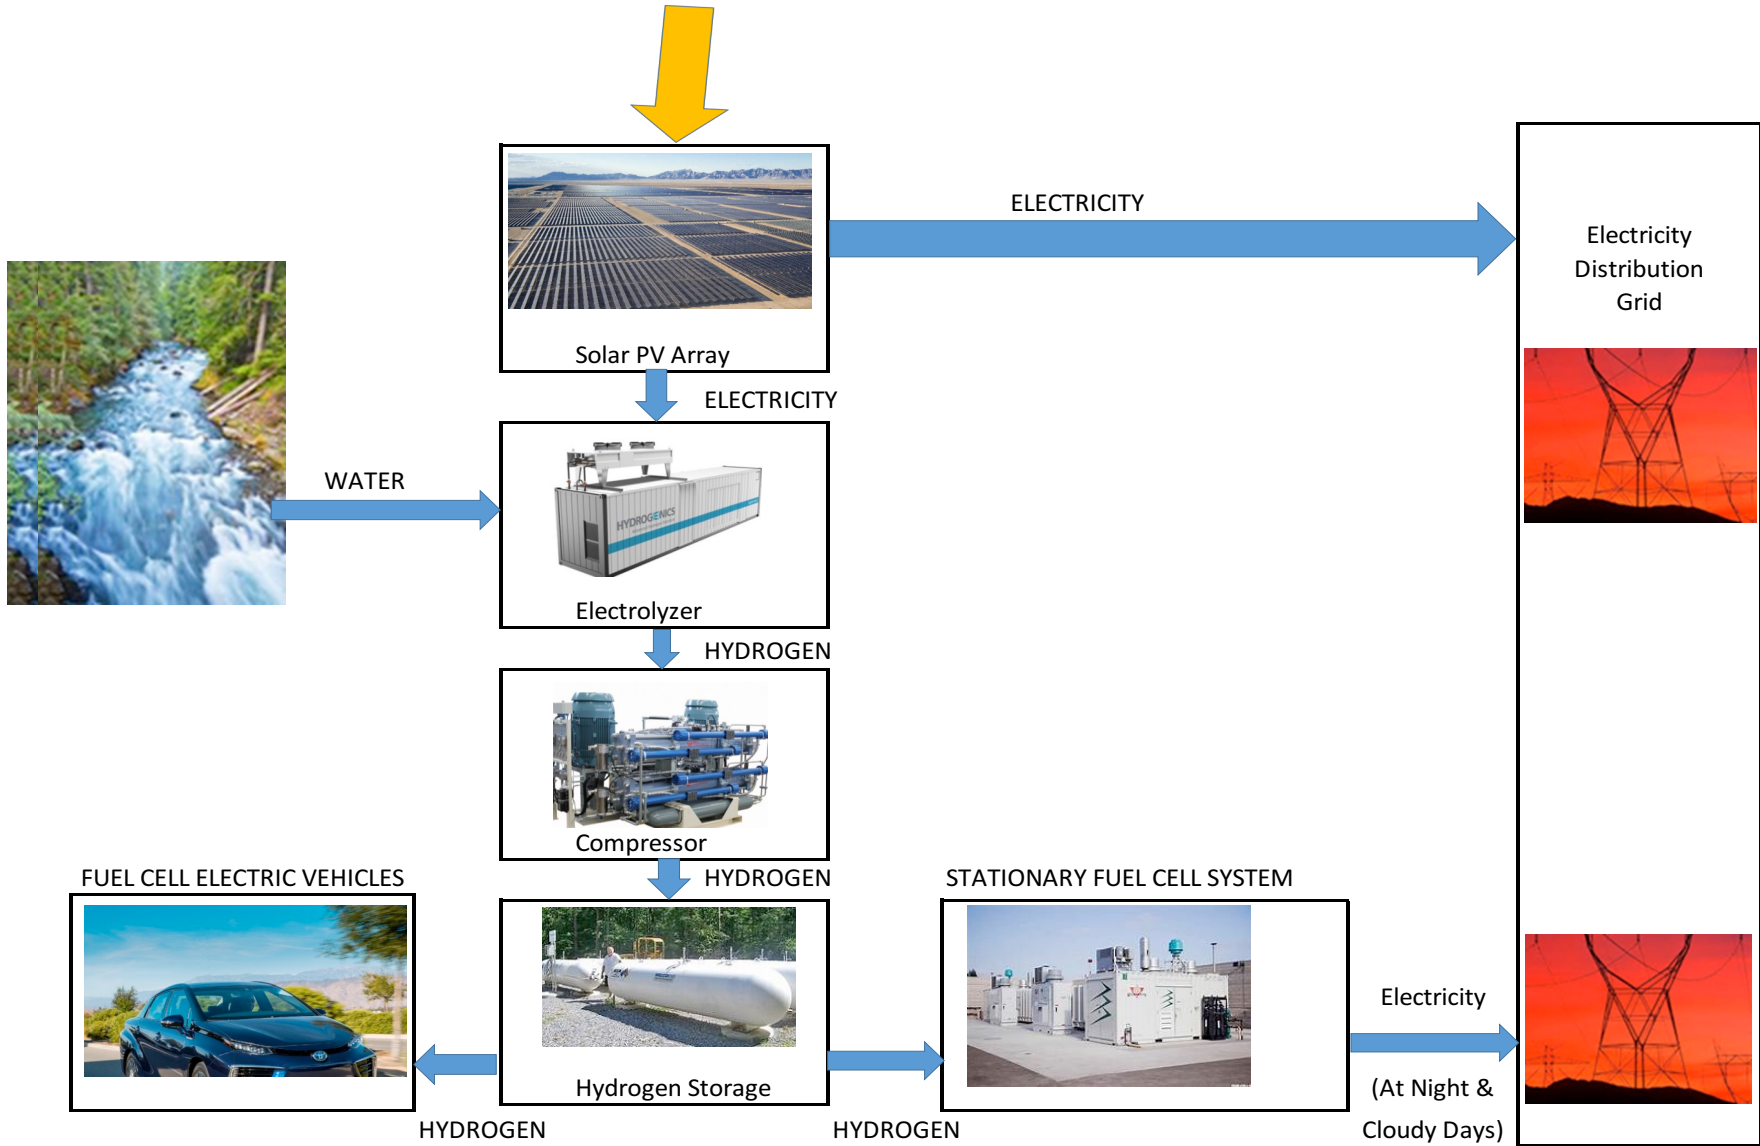 ELECTRICITY
Electricity
Distribution
Grid
Solar PV Array
ELECTRICITY
WATER
HYDROGENICS
Electrolyzer
HYDROGEN
Compressor
HYDROGEN
FUEL CELL ELECTRIC VEHICLES
STATIONARY FUEL CELL SYSTEM
Electricity
Hydrogen Storage
(At Night &
Cloudy Days)
HYDROGEN
HYDROGEN